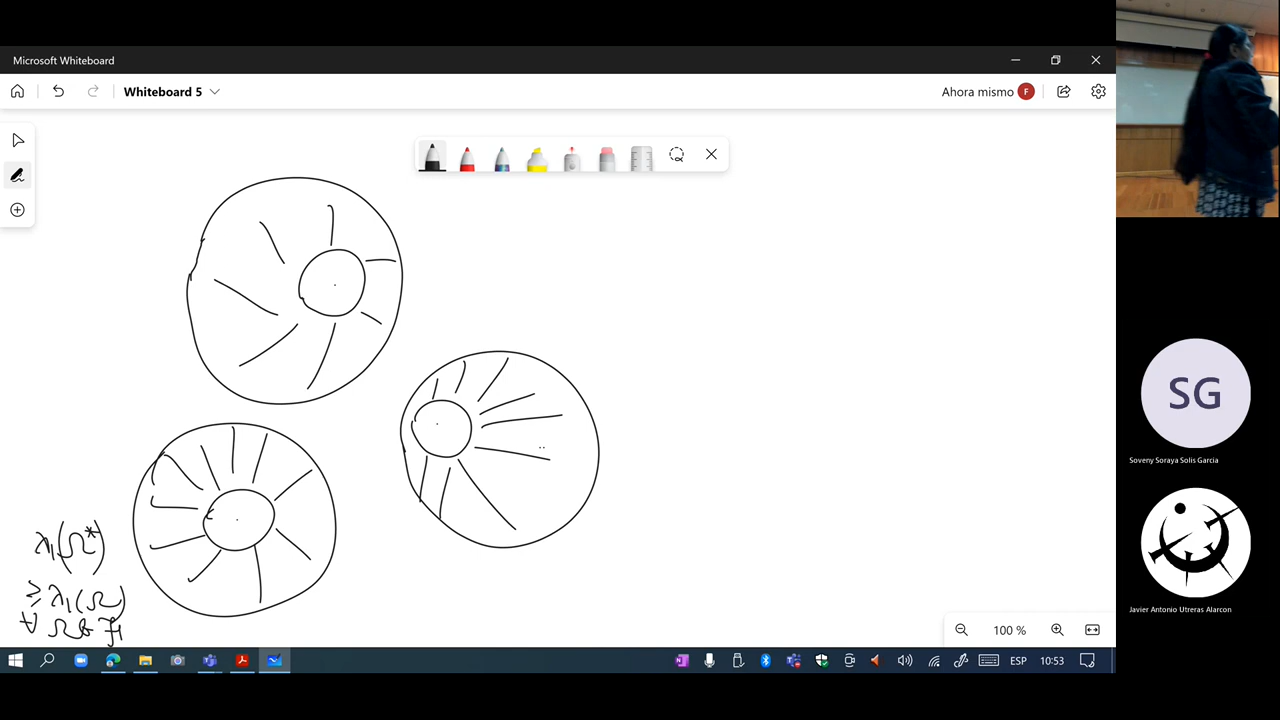 Microsoft Whiteboard
Whiteboard 5
Ahora mismo F
λ₁(Ω*)
≥ λ₁(Ω)
∀ Ω ∈ F₁
SG
Soveny Soraya Solis Garcia
Javier Antonio Utreras Alarcon
100 %
ESP 10:53